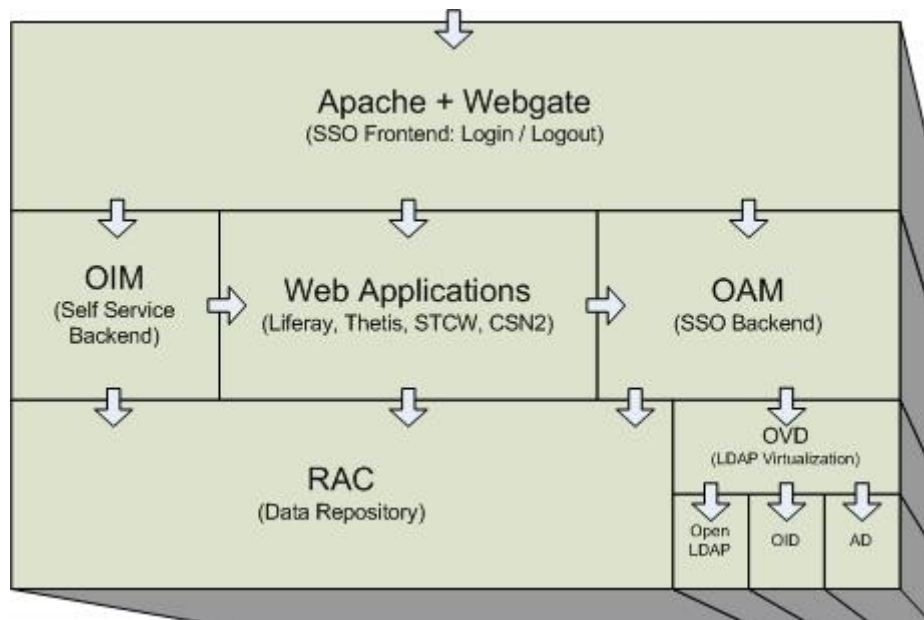 Apache + Webgate
(SSO Frontend: Login / Logout)
OIM
(Self Service
Backend)
Web Applications
(Liferay, Thetis, STCW, CSN2)
OAM
(SSO Backend)
RAC
(Data Repository)
OVD
(LDAP Virtualization)
Open
LDAP
OID
AD